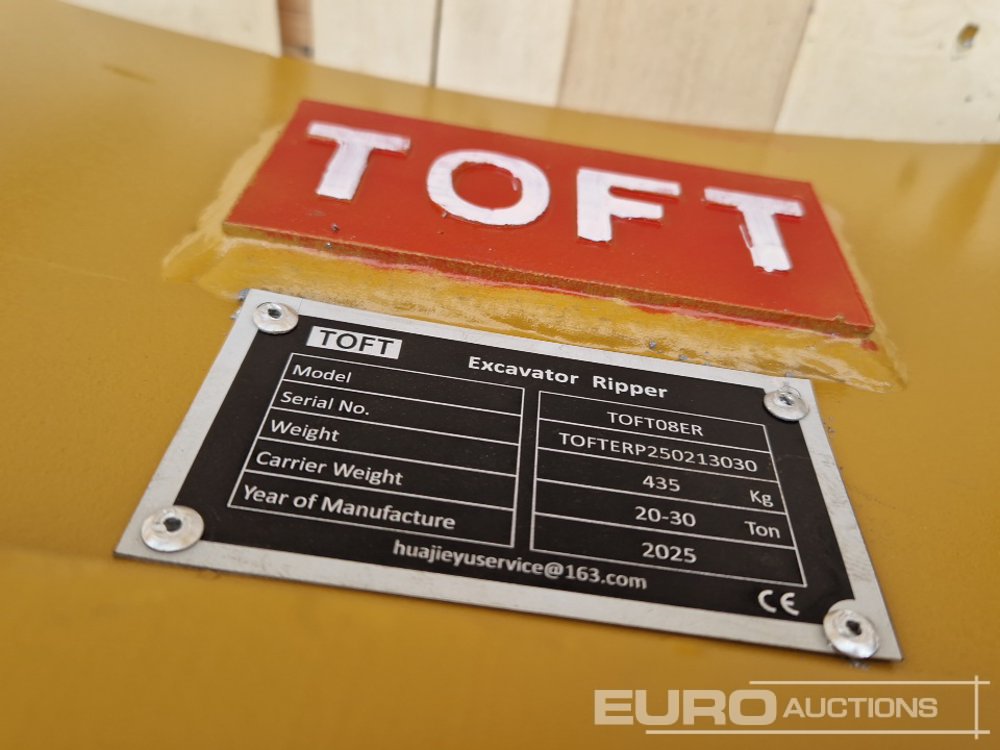 TOFT
TOFT Excavator Ripper
Model TOFT08ER
Serial No. TOFTERP250213030
Weight 435 Kg
Carrier Weight 20-30 Ton
Year of Manufacture 2025
huajieyuservice@163.com
CE
EURO AUCTIONS